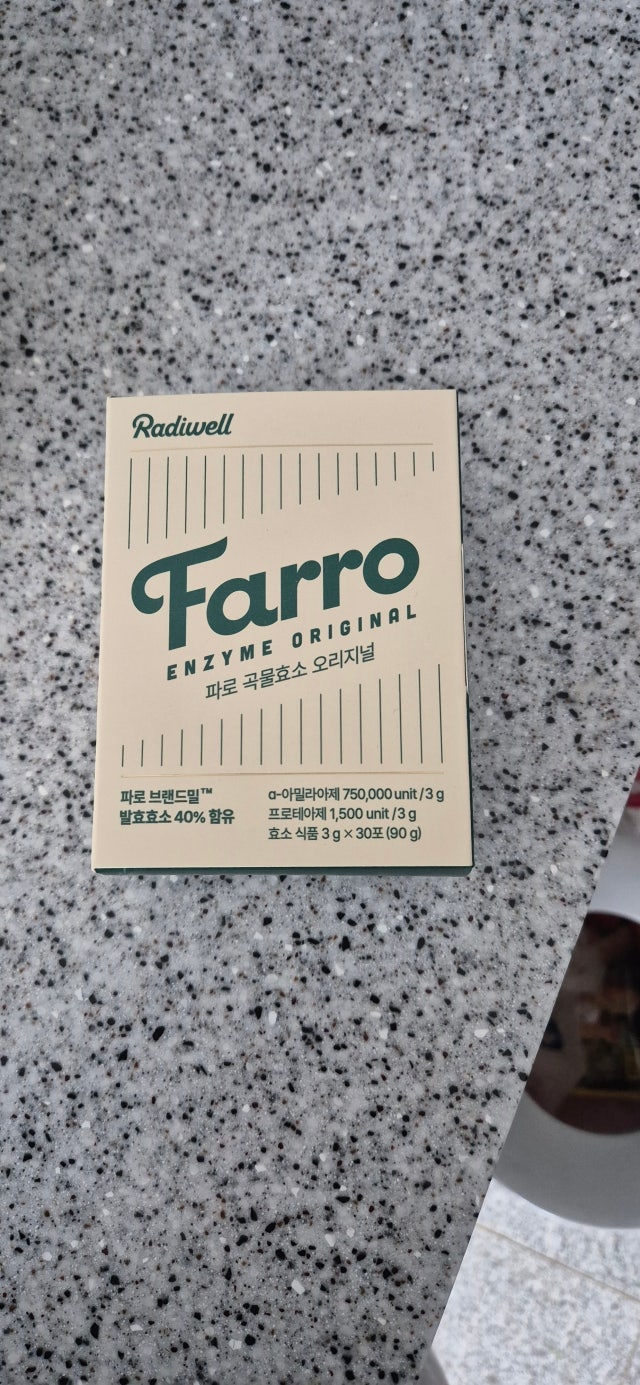 Radiwell
Farro
ENZYME ORIGINAL
파로 곡물효소 오리지널
파로 브랜드밀™
발효효소 40% 함유
α-아밀라아제 750,000 unit / 3 g
프로테아제 1,500 unit / 3 g
효소 식품 3 g × 30포 (90 g)